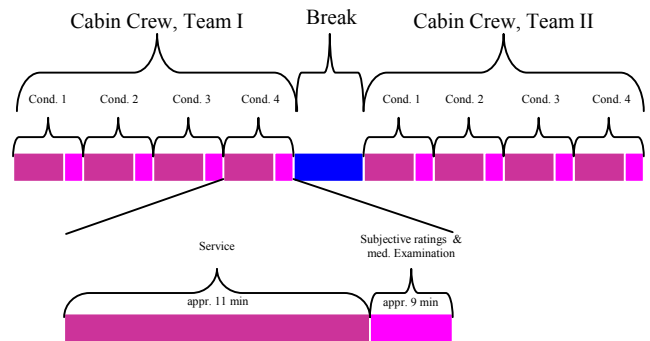 Cabin Crew, Team I
Break
Cabin Crew, Team II
Cond. 1
Cond. 2
Cond. 3
Cond. 4
Cond. 1
Cond. 2
Cond. 3
Cond. 4
Service
Subjective ratings &
med. Examination
appr. 11 min
appr. 9 min